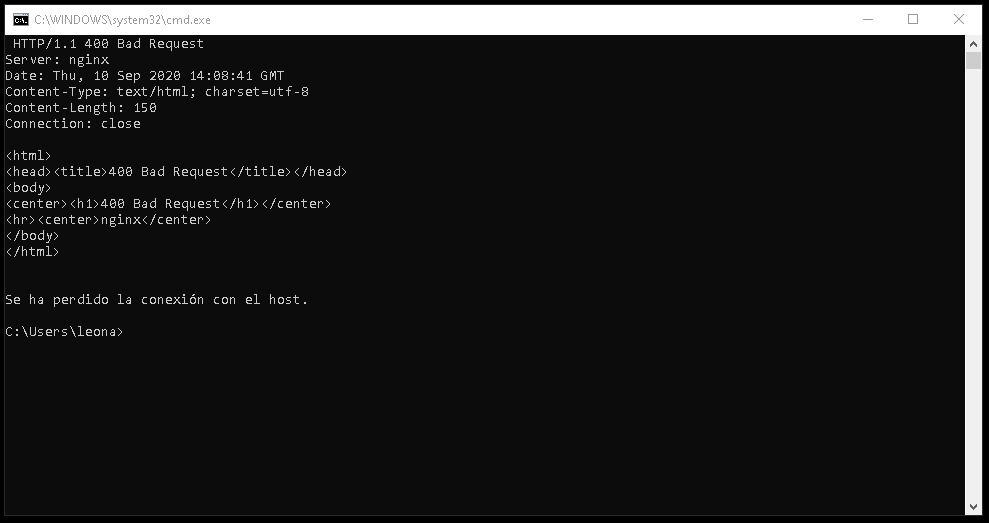 C:\WINDOWS\system32\cmd.exe
HTTP/1.1 400 Bad Request
Server: nginx
Date: Thu, 10 Sep 2020 14:08:41 GMT
Content-Type: text/html; charset=utf-8
Content-Length: 150
Connection: close
<html>
<head><title>400 Bad Request</title></head>
<body>
<center><h1>400 Bad Request</h1></center>
<hr><center>nginx</center>
</body>
</html>
Se ha perdido la conexión con el host.
C:\Users\leona>